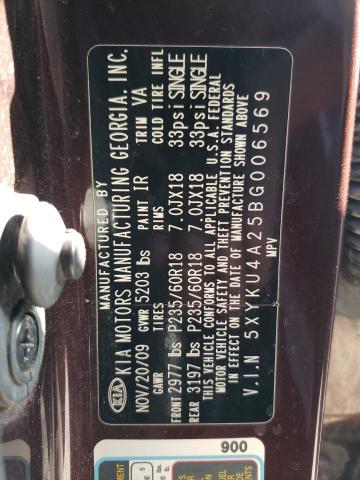 MANUFACTURED BY
KIA KIA MOTORS MANUFACTURING GEORGIA. INC.
NOV/20/09 GVWR 5203 lbs PAINT IR TRIM VA
GAWR TIRES RIMS COLD TIRE INFL
FRONT 2977 lbs P235/60R18 7.0JX18 33psi SINGLE
REAR 3197 lbs P235/60R18 7.0JX18 33psi SINGLE
THIS VEHICLE CONFORMS TO ALL APPLICABLE U.S.A. FEDERAL
MOTOR VEHICLE SAFETY AND THEFT PREVENTION STANDARDS
IN EFFECT ON THE DATE OF MANUFACTURE SHOWN ABOVE
V.I.N 5XYKU4A25BG006569
MPV
900